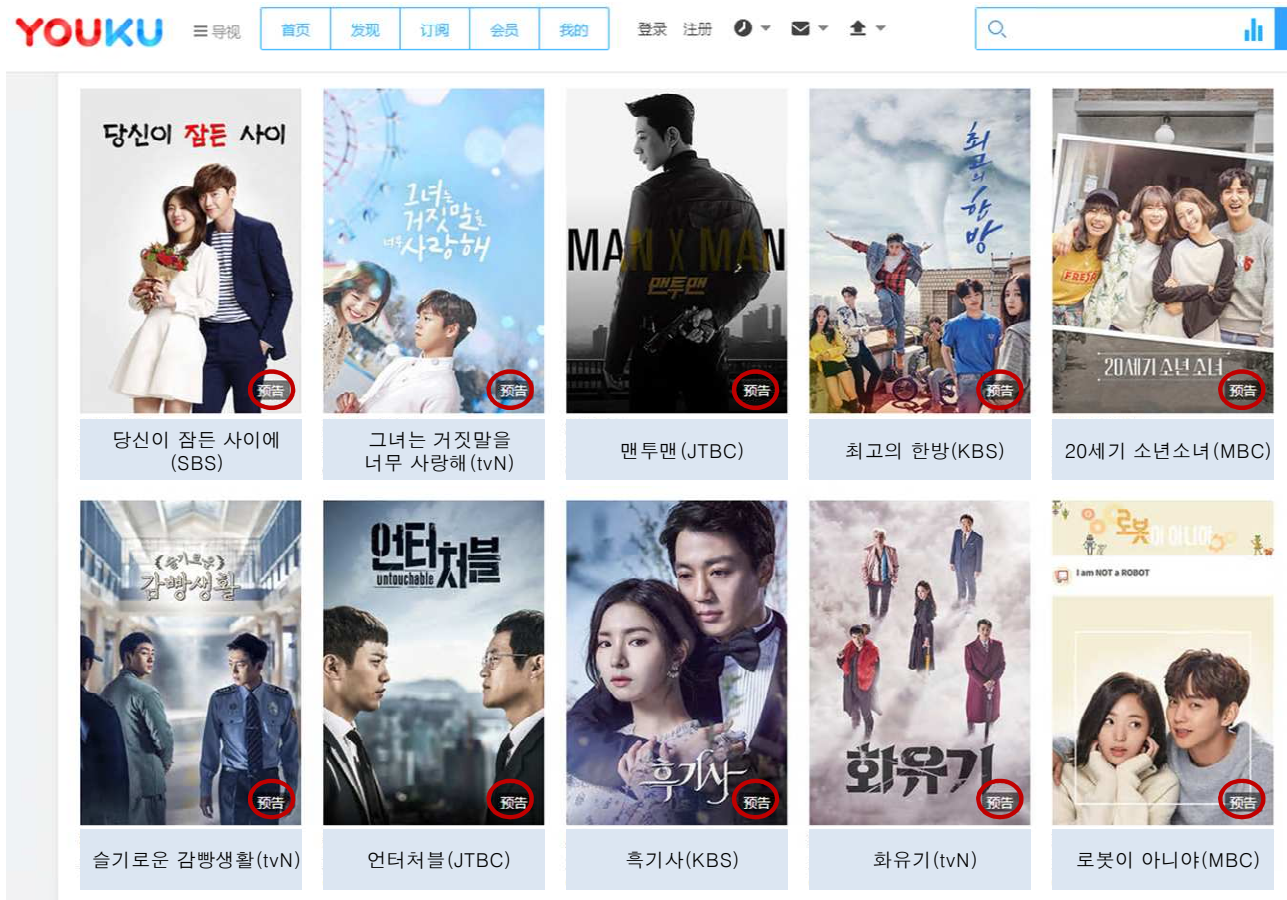 YOUKU 导视 首页 发现 订阅 会员 我的 登录 注册
당신이 잠든 사이
预告
그녀는
거짓말을
너무 사랑해
预告
MAN X MAN
맨투맨
预告
최고의 한방
预告
FREE
6
20세기 소년소녀
预告
당신이 잠든 사이에
(SBS)
그녀는 거짓말을
너무 사랑해(tvN)
맨투맨(JTBC)
최고의 한방(KBS)
20세기 소년소녀(MBC)
(슬기로운)
감빵생활
预告
언터처블
untouchable
预告
흑기사
预告
화유기
预告
로봇이 아니야
I am NOT a ROBOT
预告
슬기로운 감빵생활(tvN)
언터처블(JTBC)
흑기사(KBS)
화유기(tvN)
로봇이 아니야(MBC)